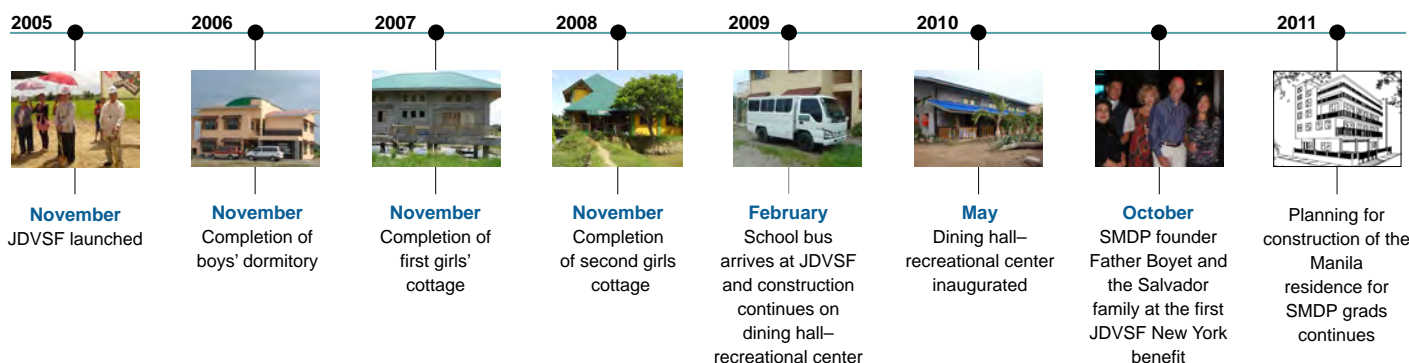 2005
2006
2007
2008
2009
2010
2011
November
JDVSF launched
November
Completion of
boys’ dormitory
November
Completion of
first girls’
cottage
November
Completion
of second girls
cottage
February
School bus
arrives at JDVSF
and construction
continues on
dining hall–
recreational center
May
Dining hall–
recreational center
inaugurated
October
SMDP founder
Father Boyet and
the Salvador
family at the first
JDVSF New York
benefit
Planning for
construction of the
Manila
residence for
SMDP grads
continues